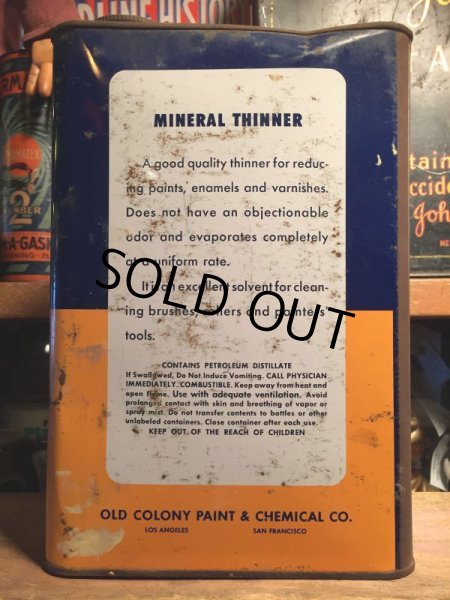 MINERAL THINNER
A good quality thinner for reduc-
ing paints, enamels and varnishes.
Does not have an objectionable
odor and evaporates completely
at a uniform rate.
It is an excellent solvent for clean-
ing brushes, rollers and painters'
tools.
SOLD OUT
CONTAINS PETROLEUM DISTILLATE
If Swallowed, Do Not Induce Vomiting. CALL PHYSICIAN
IMMEDIATELY. COMBUSTIBLE. Keep away from heat and
open flame. Use with adequate ventilation. Avoid
prolonged contact with skin and breathing of vapor or
spray mist. Do not transfer contents to bottles or other
unlabeled containers. Close container after each use.
KEEP OUT OF THE REACH OF CHILDREN
OLD COLONY PAINT & CHEMICAL CO.
LOS ANGELES SAN FRANCISCO
2